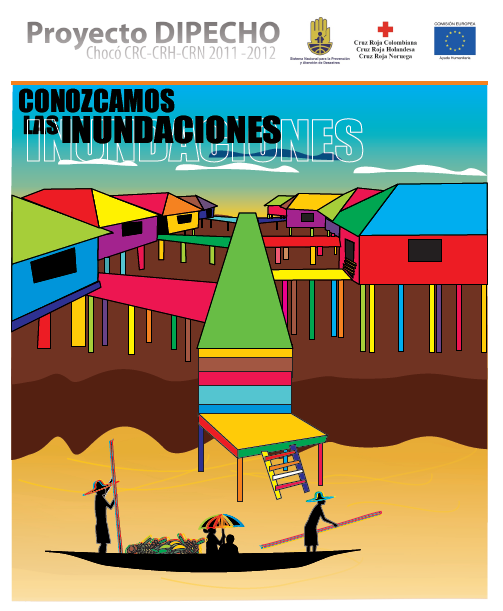 Proyecto DIPECHO
Chocó CRC-CRH-CRN 2011 -2012
Sistema Nacional para la Prevención
y Atención de Desastres
Cruz Roja Colombiana
Cruz Roja Holandesa
Cruz Roja Noruega
COMISIÓN EUROPEA
Ayuda Humanitaria
CONOZCAMOS
LAS INUNDACIONES
INUNDACIONES